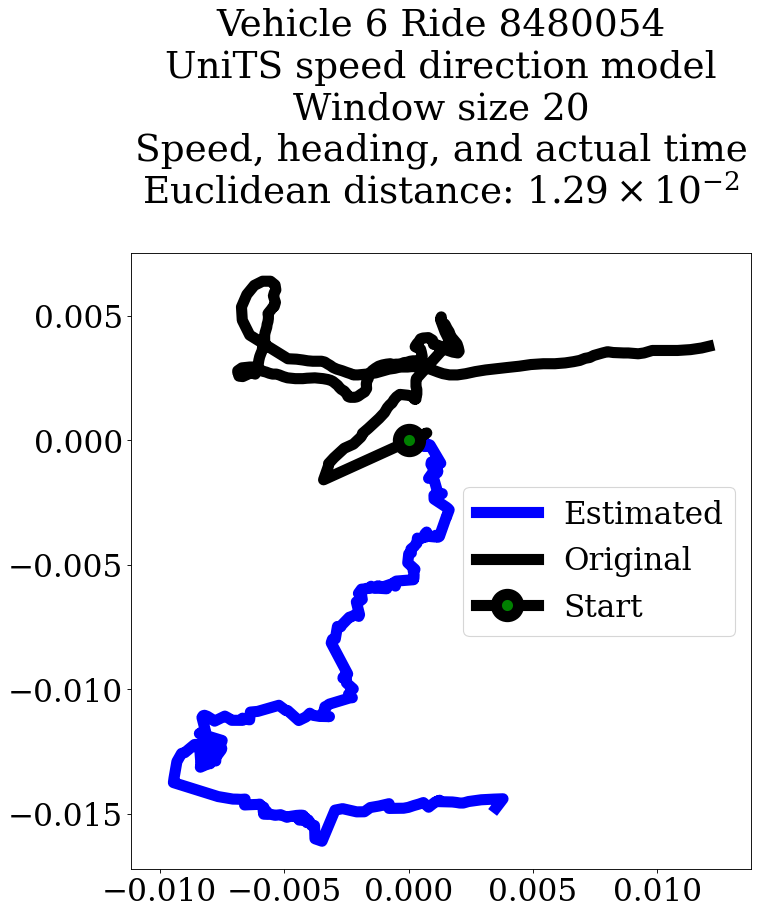 Vehicle 6 Ride 8480054
UniTS speed direction model
Window size 20
Speed, heading, and actual time
Euclidean distance: 1.29 × 10⁻²
0.005
0.000
−0.005
−0.010
−0.015
Estimated
Original
Start
−0.010 −0.005 0.000 0.005 0.010